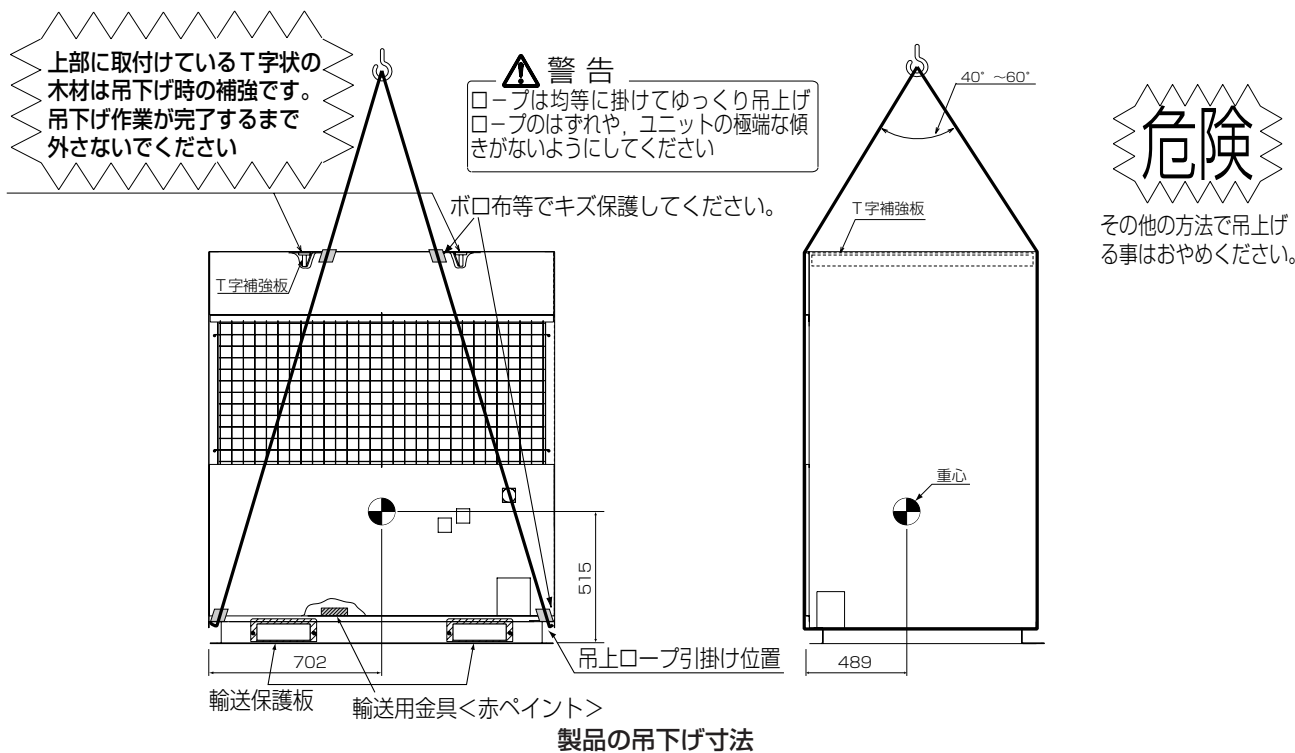 上部に取付けているT字状の
木材は吊下げ時の補強です。
吊下げ作業が完了するまで
外さないでください
警告
ロープは均等に掛けてゆっくり吊上げ
ロープのはずれや，ユニットの極端な傾
きがないようにしてください
40°～60°
危険
その他の方法で吊上げ
る事はおやめください。
ボロ布等でキズ保護してください。
T字補強板
T字補強板
重心
515
702
489
吊上ロープ引掛け位置
輸送保護板
輸送用金具＜赤ペイント＞
製品の吊下げ寸法